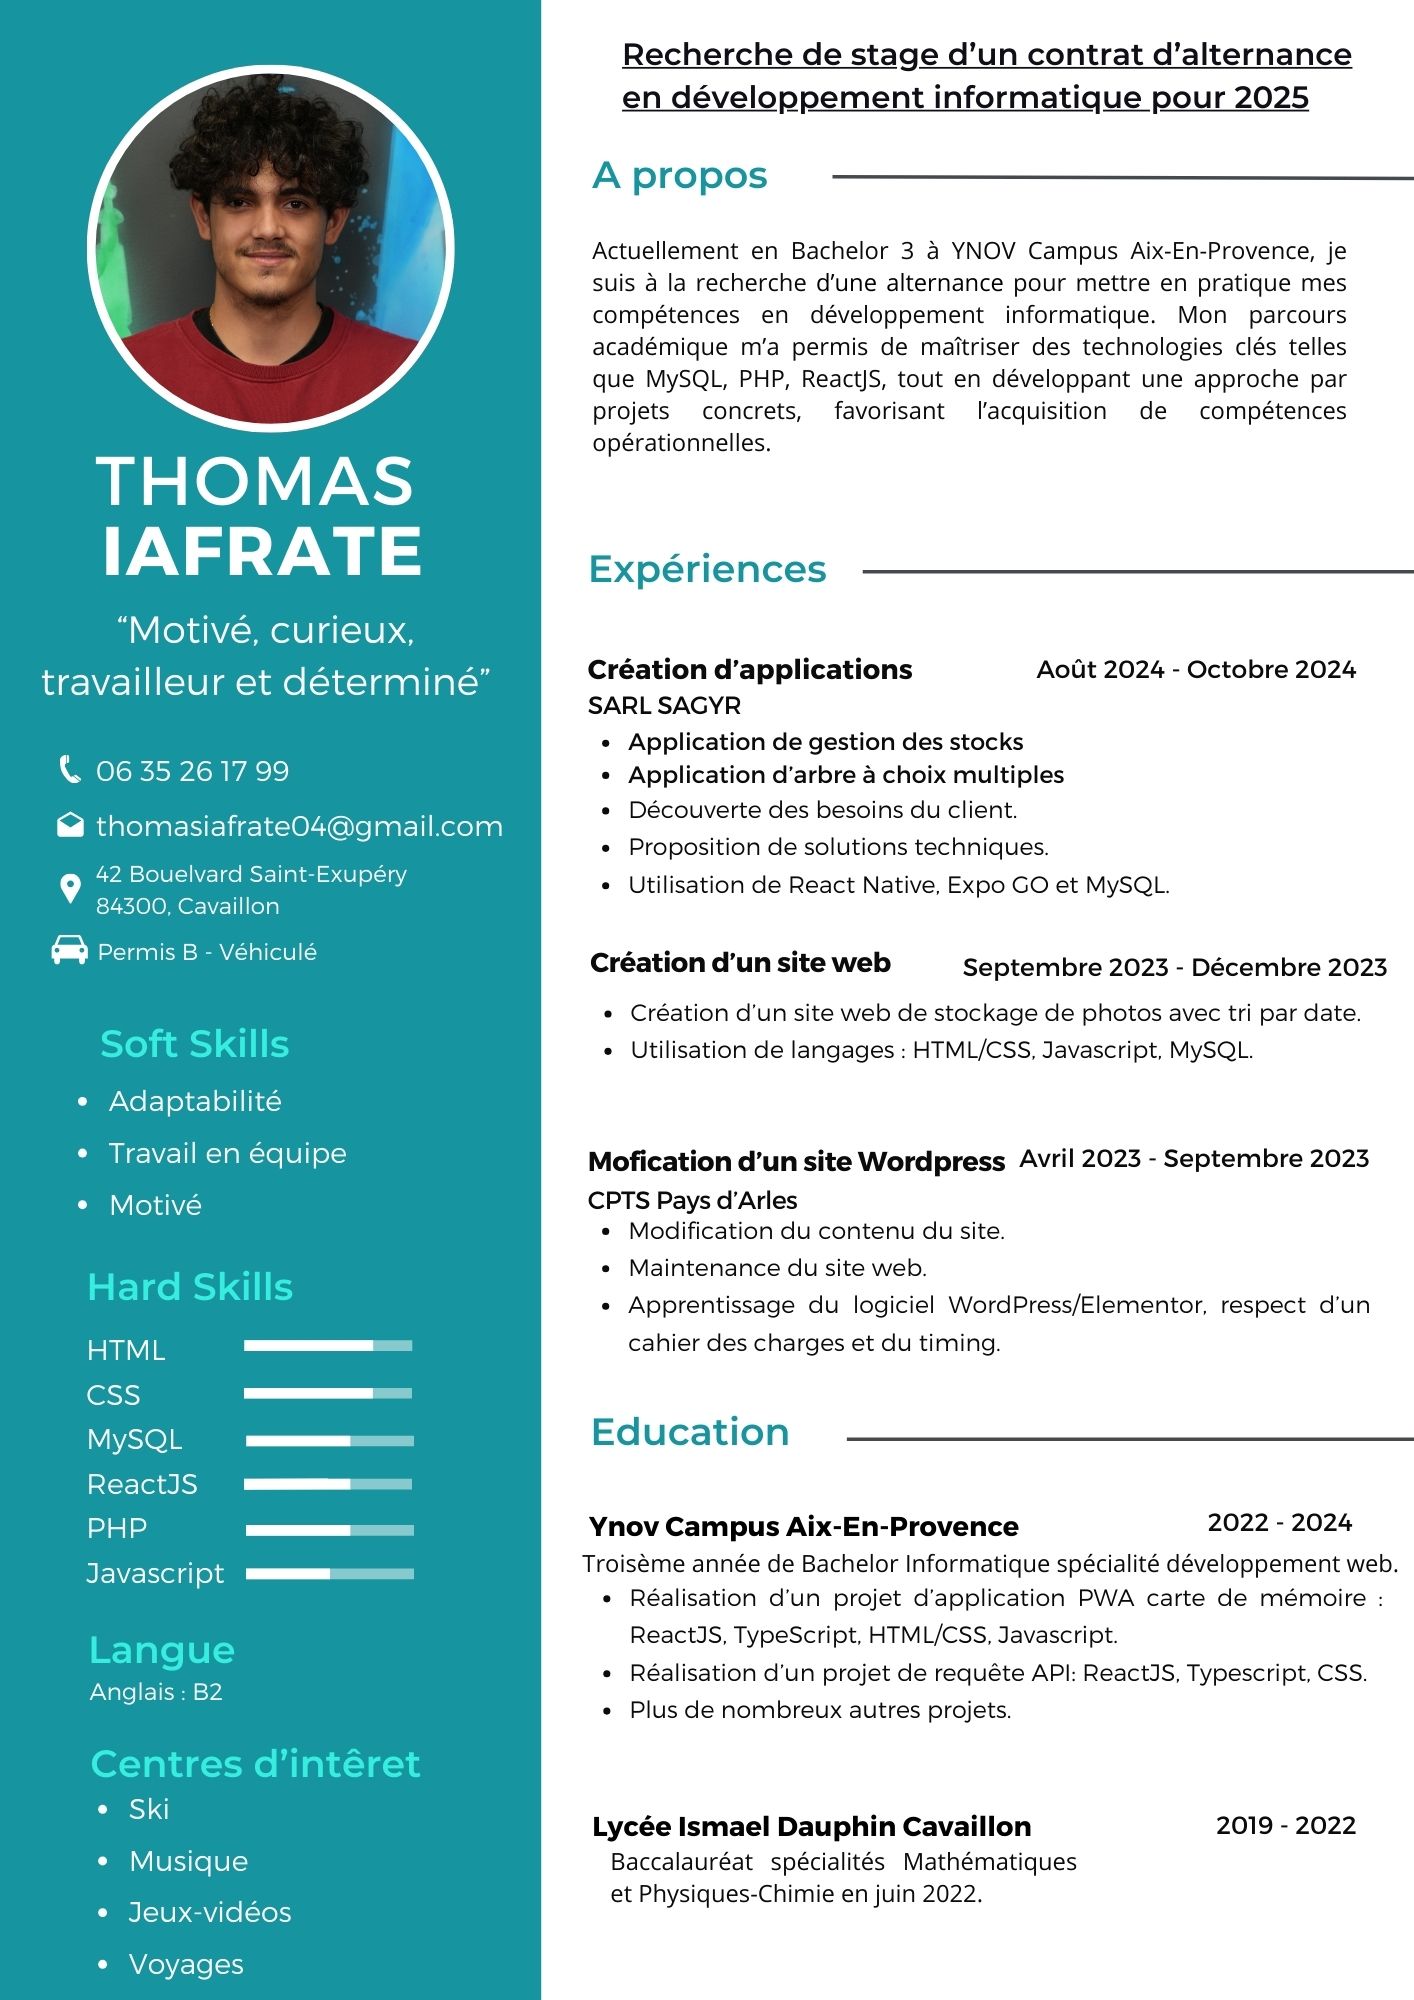 THOMAS
IAFRATE
“Motivé, curieux,
travailleur et déterminé”
06 35 26 17 99
thomasiafrate04@gmail.com
42 Bouelvard Saint-Exupéry
84300, Cavaillon
Permis B - Véhiculé
Soft Skills
• Adaptabilité
• Travail en équipe
• Motivé
Hard Skills
HTML
CSS
MySQL
ReactJS
PHP
Javascript
Langue
Anglais : B2
Centres d’intêret
• Ski
• Musique
• Jeux-vidéos
• Voyages
Recherche de stage d’un contrat d’alternance
en développement informatique pour 2025
A propos
Actuellement en Bachelor 3 à YNOV Campus Aix-En-Provence, je
suis à la recherche d’une alternance pour mettre en pratique mes
compétences en développement informatique. Mon parcours
académique m’a permis de maîtriser des technologies clés telles
que MySQL, PHP, ReactJS, tout en développant une approche par
projets concrets, favorisant l’acquisition de compétences
opérationnelles.
Expériences
Création d’applications Août 2024 - Octobre 2024
SARL SAGYR
• Application de gestion des stocks
• Application d’arbre à choix multiples
• Découverte des besoins du client.
• Proposition de solutions techniques.
• Utilisation de React Native, Expo GO et MySQL.
Création d’un site web Septembre 2023 - Décembre 2023
• Création d’un site web de stockage de photos avec tri par date.
• Utilisation de langages : HTML/CSS, Javascript, MySQL.
Mofication d’un site Wordpress Avril 2023 - Septembre 2023
CPTS Pays d’Arles
• Modification du contenu du site.
• Maintenance du site web.
• Apprentissage du logiciel WordPress/Elementor, respect d’un
cahier des charges et du timing.
Education
Ynov Campus Aix-En-Provence 2022 - 2024
Troisème année de Bachelor Informatique spécialité développement web.
• Réalisation d’un projet d’application PWA carte de mémoire :
ReactJS, TypeScript, HTML/CSS, Javascript.
• Réalisation d’un projet de requête API: ReactJS, Typescript, CSS.
• Plus de nombreux autres projets.
Lycée Ismael Dauphin Cavaillon 2019 - 2022
Baccalauréat spécialités Mathématiques
et Physiques-Chimie en juin 2022.